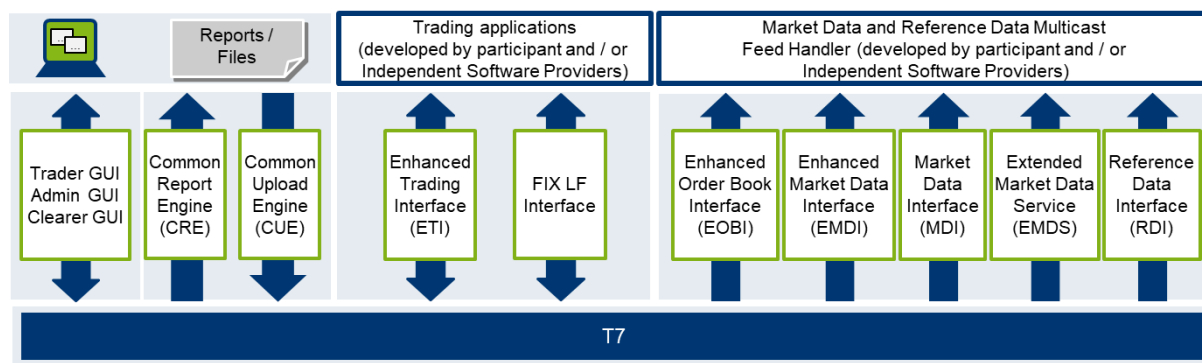 Reports /
Files
Trading applications
(developed by participant and / or
Independent Software Providers)
Market Data and Reference Data Multicast
Feed Handler (developed by participant and / or
Independent Software Providers)
Trader GUI
Admin GUI
Clearer GUI
Common
Report
Engine
(CRE)
Common
Upload
Engine
(CUE)
Enhanced
Trading
Interface
(ETI)
FIX LF
Interface
Enhanced
Order Book
Interface
(EOBI)
Enhanced
Market Data
Interface
(EMDI)
Market
Data
Interface
(MDI)
Extended
Market Data
Service
(EMDS)
Reference
Data
Interface
(RDI)
T7